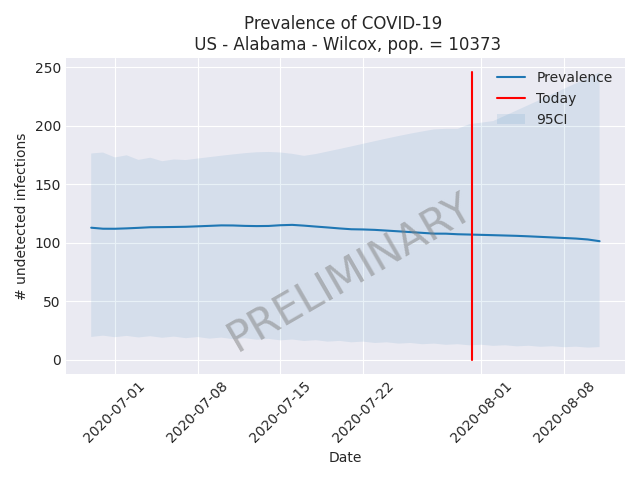 Prevalence of COVID-19
US - Alabama - Wilcox, pop. = 10373
250
200
150
100
50
0
# undetected infections
Prevalence
Today
95CI
PRELIMINARY
2020-07-01
2020-07-08
2020-07-15
2020-07-22
2020-08-01
2020-08-08
Date